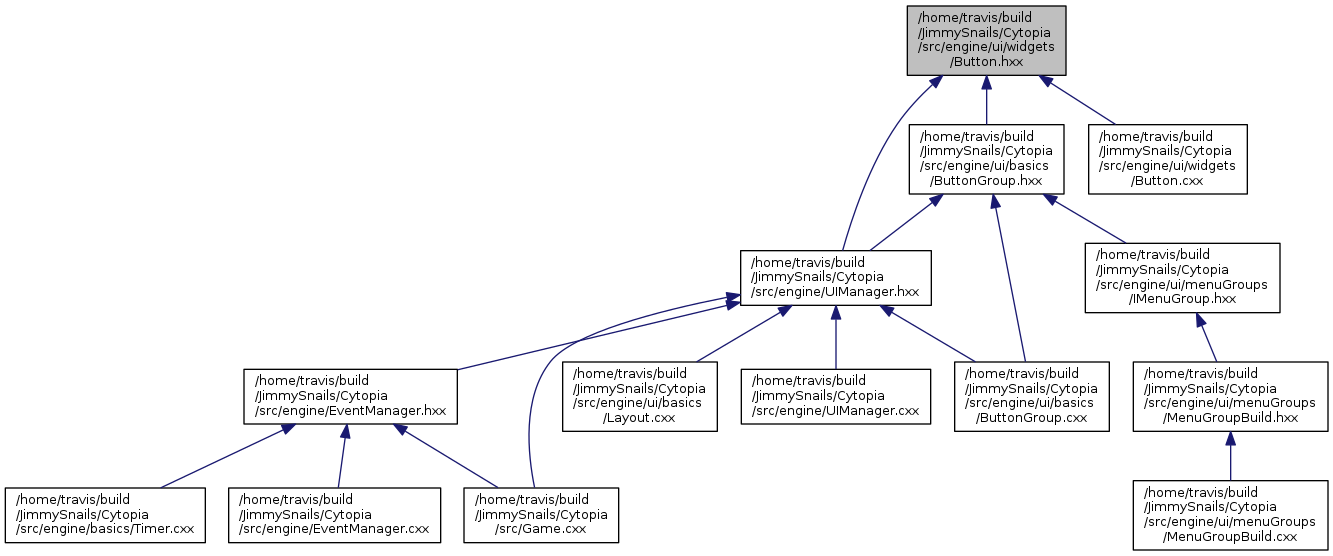 /home/travis/build
/JimmySnails/Cytopia
/src/engine/ui/widgets
/Button.hxx
/home/travis/build
/JimmySnails/Cytopia
/src/engine/ui/basics
/ButtonGroup.hxx
/home/travis/build
/JimmySnails/Cytopia
/src/engine/ui/widgets
/Button.cxx
/home/travis/build
/JimmySnails/Cytopia
/src/engine/UIManager.hxx
/home/travis/build
/JimmySnails/Cytopia
/src/engine/ui/menuGroups
/IMenuGroup.hxx
/home/travis/build
/JimmySnails/Cytopia
/src/engine/EventManager.hxx
/home/travis/build
/JimmySnails/Cytopia
/src/engine/ui/basics
/Layout.cxx
/home/travis/build
/JimmySnails/Cytopia
/src/engine/UIManager.cxx
/home/travis/build
/JimmySnails/Cytopia
/src/engine/ui/basics
/ButtonGroup.cxx
/home/travis/build
/JimmySnails/Cytopia
/src/engine/ui/menuGroups
/MenuGroupBuild.hxx
/home/travis/build
/JimmySnails/Cytopia
/src/engine/basics/Timer.cxx
/home/travis/build
/JimmySnails/Cytopia
/src/engine/EventManager.cxx
/home/travis/build
/JimmySnails/Cytopia
/src/Game.cxx
/home/travis/build
/JimmySnails/Cytopia
/src/engine/ui/menuGroups
/MenuGroupBuild.cxx